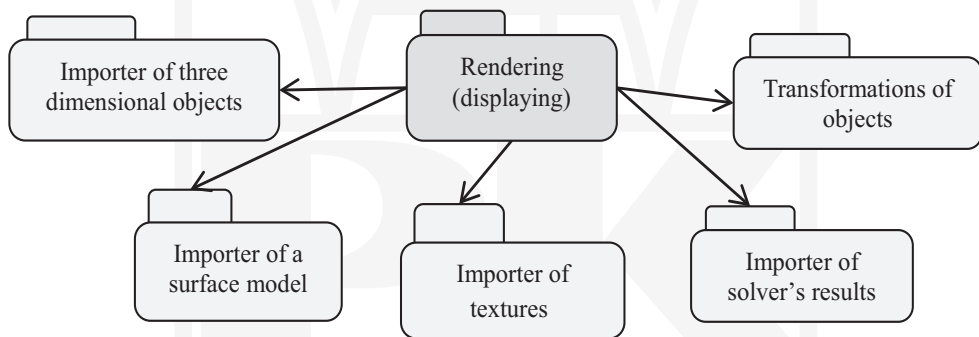 Importer of three
dimensional objects
Rendering
(displaying)
Transformations of
objects
Importer of a
surface model
Importer of
textures
Importer of
solver's results